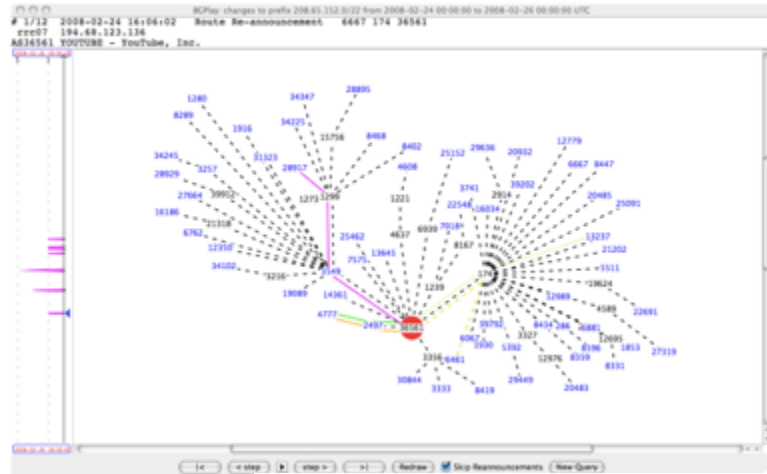 BGPlay: changes to prefix 208.65.152.0/22 from 2008-02-24 00:00:00 to 2008-02-26 00:00:00 UTC
# 1/12 2008-02-24 16:06:02 Route Re-announcement 6667 174 36561
rrc07 194.68.123.136
AS36561 YOUTUBE - YouTube, Inc.
28895
1280 34347
8289
34225
1916 15756 8468
8402 12779
34245 31323 25152 29636 20932
28929 3257 28917 4608 6667 8447
27664 39912 1273 1299 3741 2914 39202 20485
16186 21318 1221 22548 16034 25091
6762 25462 4637 6939 7018 13237
12350 7575 13645 8167 21202
34102 3216 3549 174 5511
19089 14361 1239 12989 19624
4777 2497 36561 39792 8434 286 6881 4589 22691
6067 3327 12695
3356 6461 5930 5392 12976 8359 8196 1853 27319
8331
30844 3333 8419 29449 20483
|< < step step > >| Redraw Skip Reannouncements New Query